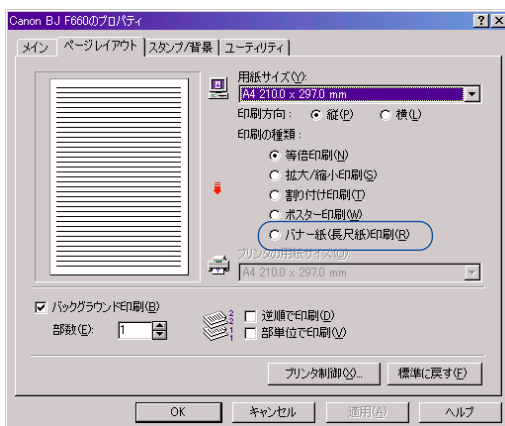 Canon BJ F660のプロパティ
メイン ページレイアウト スタンプ/背景 ユーティリティ
用紙サイズ(Y):
A4 210.0 x 297.0 mm
印刷方向: 縦(P) 横(L)
印刷の種類:
等倍印刷(N)
拡大/縮小印刷(S)
割り付け印刷(T)
ポスター印刷(W)
バナー紙(長尺紙)印刷(R)
プリンタの用紙サイズ(Z):
A4 210.0 x 297.0 mm
バックグラウンド印刷(B)
部数(E): 1
逆順で印刷(D)
部単位で印刷(V)
プリンタ制御(X)... 標準に戻す(F)
OK キャンセル 適用(A) ヘルプ